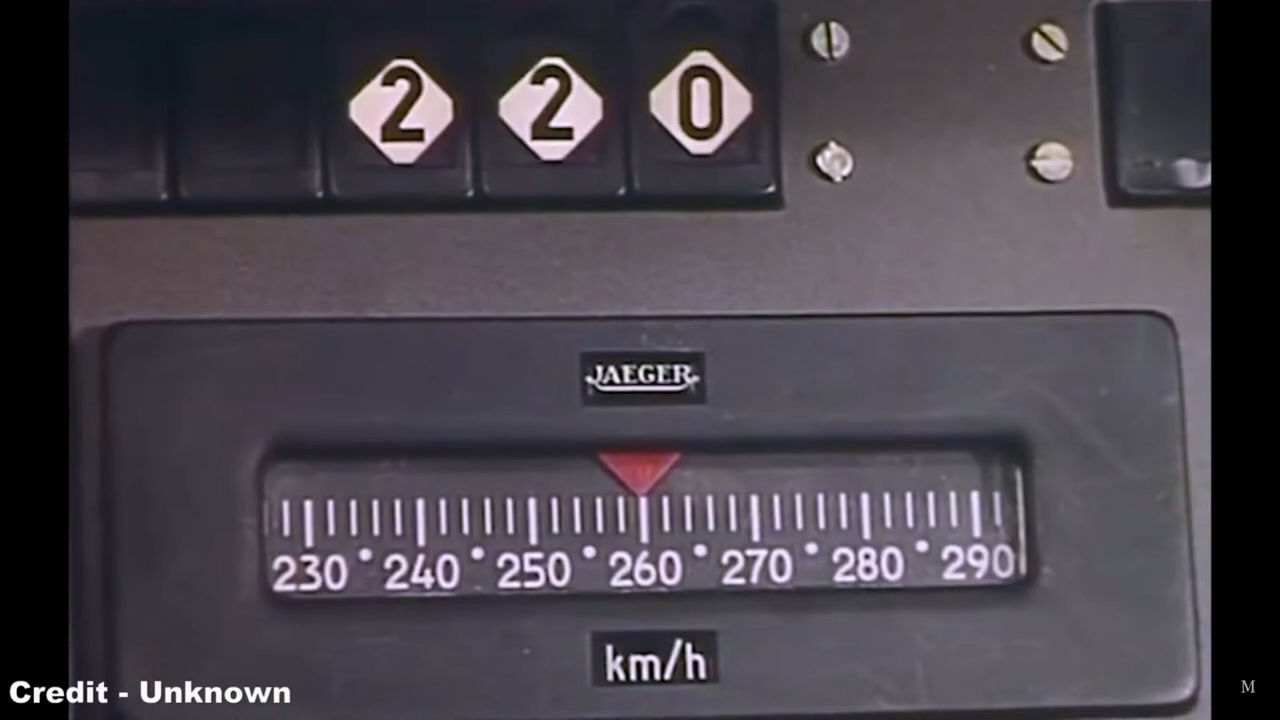 2 2 0
JAEGER
230 • 240 • 250 • 260 • 270 • 280 • 290
km/h
Credit - Unknown
M